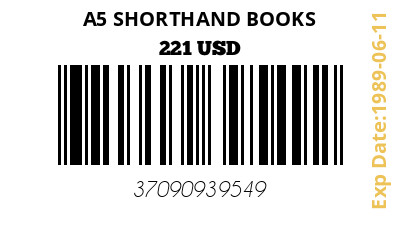 A5 SHORTHAND BOOKS
221 USD
37090939549
Exp Date:1989-06-11